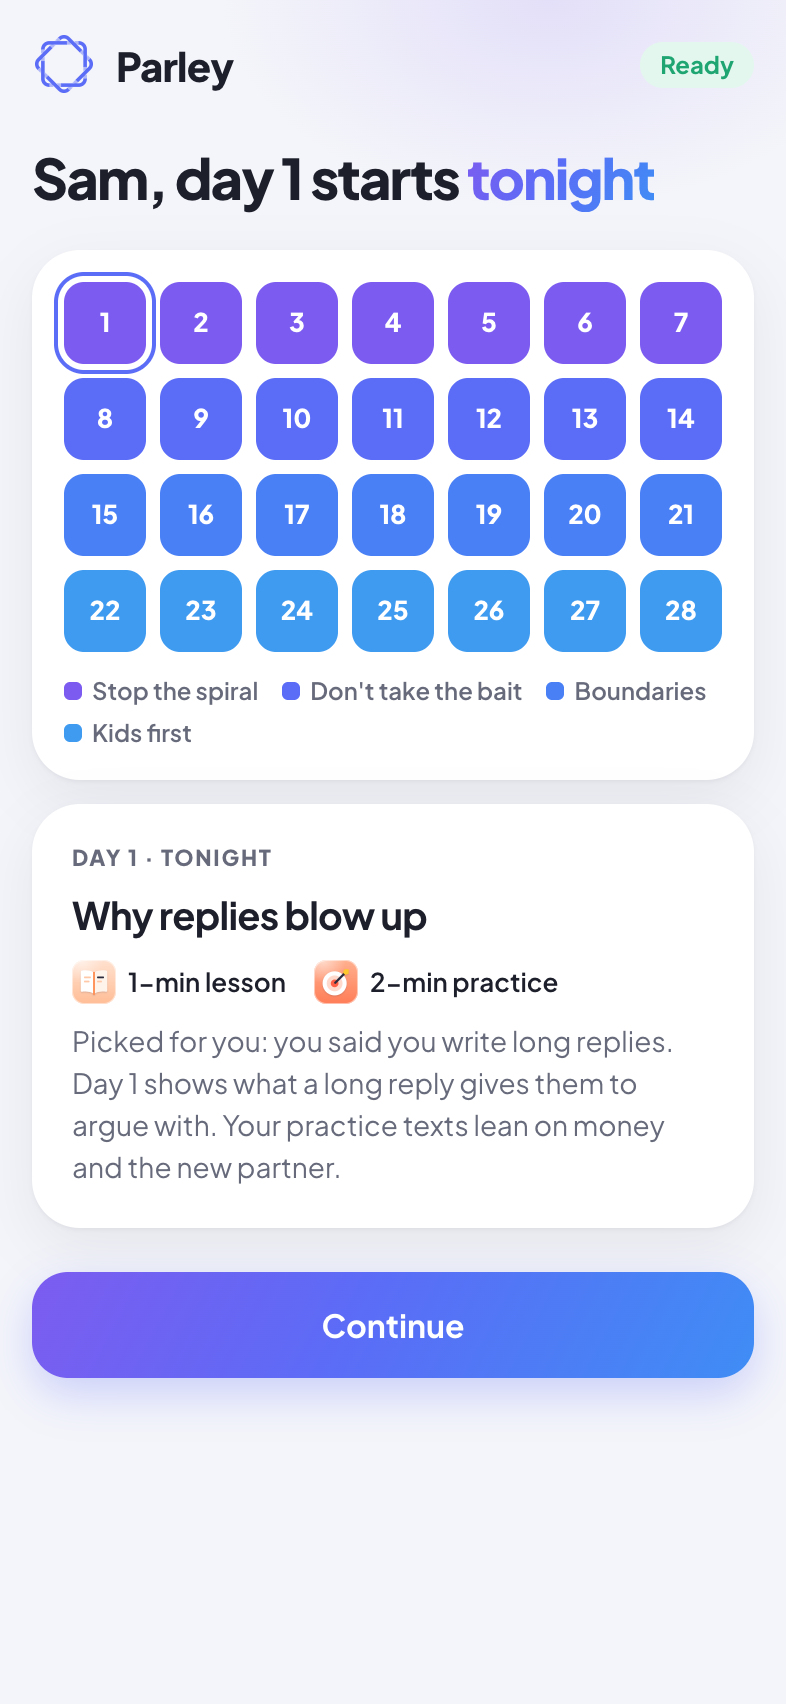 Parley
Ready
Sam, day 1 starts tonight
1 2 3 4 5 6 7
8 9 10 11 12 13 14
15 16 17 18 19 20 21
22 23 24 25 26 27 28
Stop the spiral Don't take the bait Boundaries
Kids first
DAY 1 · TONIGHT
Why replies blow up
1–min lesson 2–min practice
Picked for you: you said you write long replies.
Day 1 shows what a long reply gives them to
argue with. Your practice texts lean on money
and the new partner.
Continue